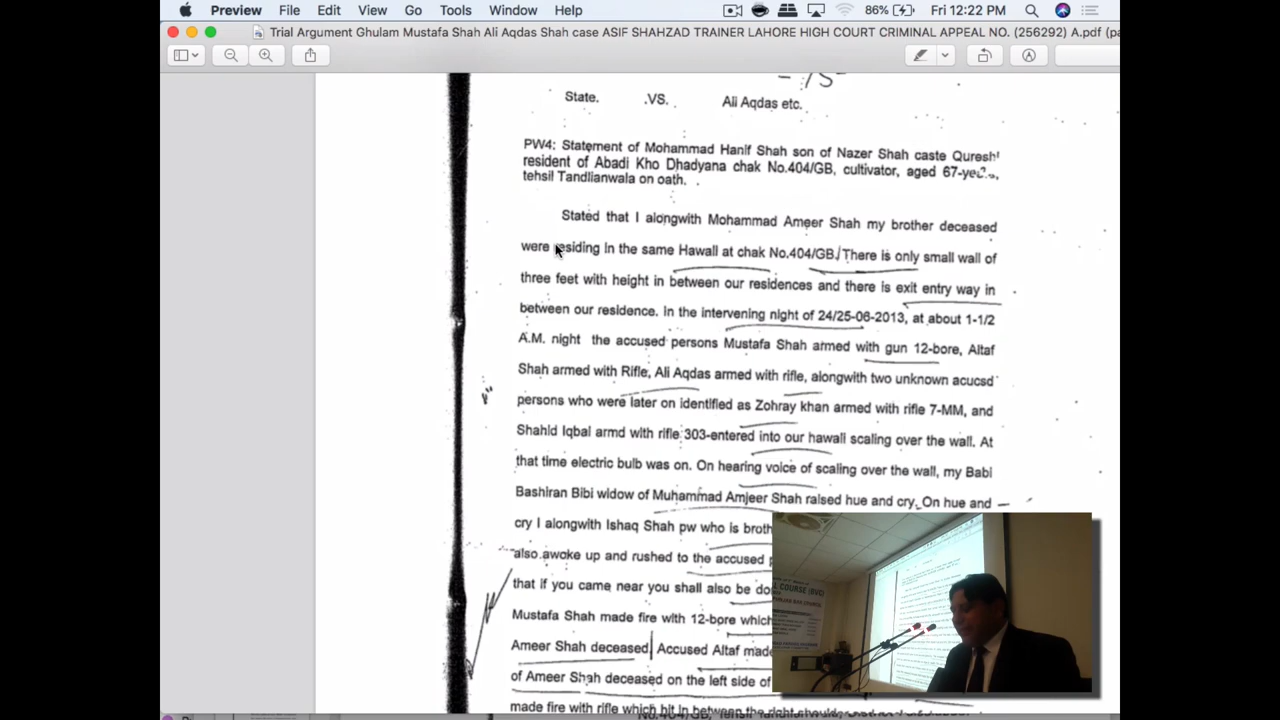 Preview File Edit View Go Tools Window Help 86% Fri 12:22 PM
Trial Argument Ghulam Mustafa Shah Ali Aqdas Shah case ASIF SHAHZAD TRAINER LAHORE HIGH COURT CRIMINAL APPEAL NO. (256292) A.pdf (pa
- 75 -
State. .VS. Ali Aqdas etc.
PW4: Statement of Mohammad Hanif Shah son of Nazer Shah caste Quresh
resident of Abadi Kho Dhadyana chak No.404/GB, cultivator, aged 67-ye
tehsil Tandlianwala on oath.
Stated that I alongwith Mohammad Ameer Shah my brother deceased
were residing In the same Hawali at chak No.404/GB. There is only small wall of
three feet with height in between our residences and there is exit entry way in
between our residence. In the intervening night of 24/25-06-2013, at about 1-1/2
A.M. night the accused persons Mustafa Shah armed with gun 12-bore, Altaf
Shah armed with Rifle, Ali Aqdas armed with rifle, alongwith two unknown acucsd
persons who were later on identified as Zohray khan armed with rifle 7-MM, and
Shahid Iqbal armd with rifle 303-entered into our hawali scaling over the wall. At
that time electric bulb was on. On hearing voice of scaling over the wall, my Babi
Bashiran Bibi widow of Muhammad Amjeer Shah raised hue and cry. On hue and
cry I alongwith Ishaq Shah pw who is broth
also awoke up and rushed to the accused
that if you came near you shall also be do
Mustafa Shah made fire with 12-bore which
Ameer Shah deceased Accused Altaf made
of Ameer Shah deceased on the left side of
made fire with rifle which hit in between the right shoulder
L COURSE (BVC)